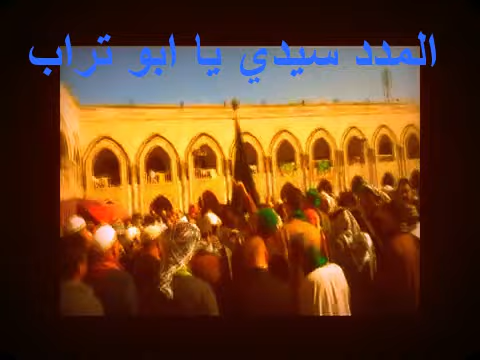 المدد سيدي يا ابو تراب